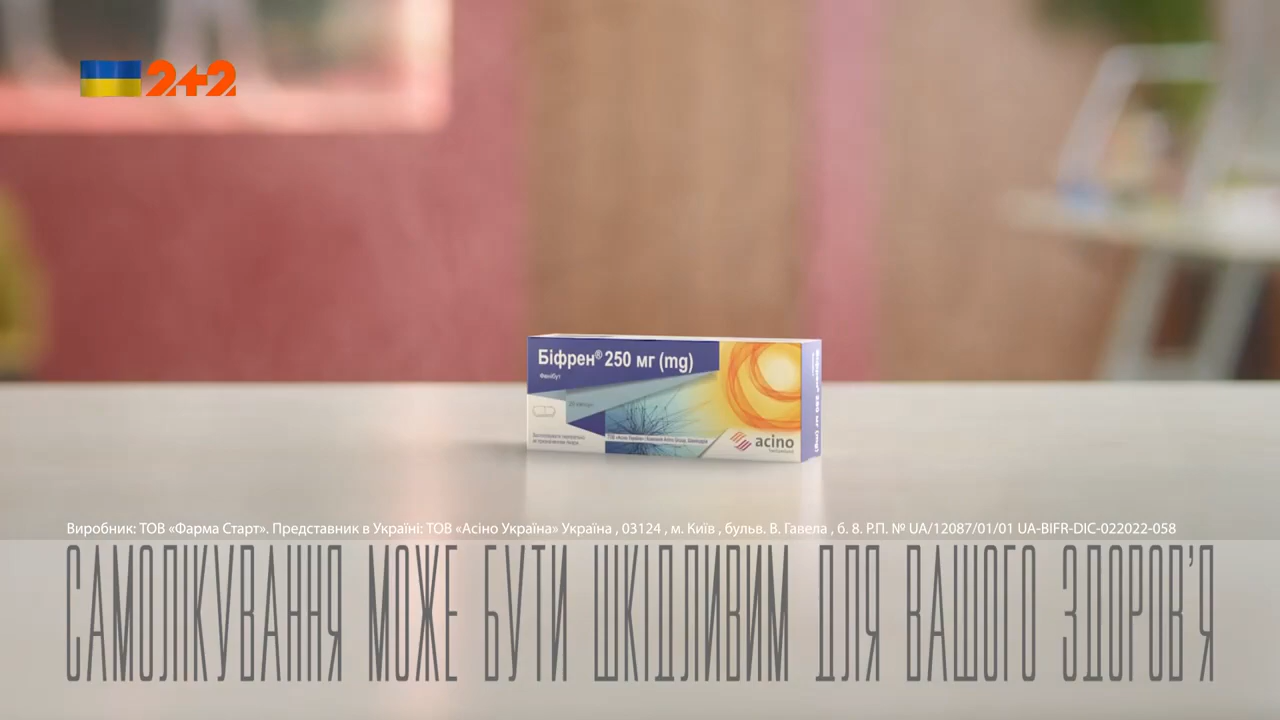 2+2
Біфрен® 250 мг (mg)
Фенібут
acino
Switzerland
Виробник: ТОВ «Фарма Старт». Представник в Україні: ТОВ «Асіно Україна» Україна , 03124 , м. Київ , бульв. В. Гавела , б. 8. Р.П. № UA/12087/01/01 UA-BIFR-DIC-022022-058
САМОЛІКУВАННЯ МОЖЕ БУТИ ШКІДЛИВИМ ДЛЯ ВАШОГО ЗДОРОВ’Я